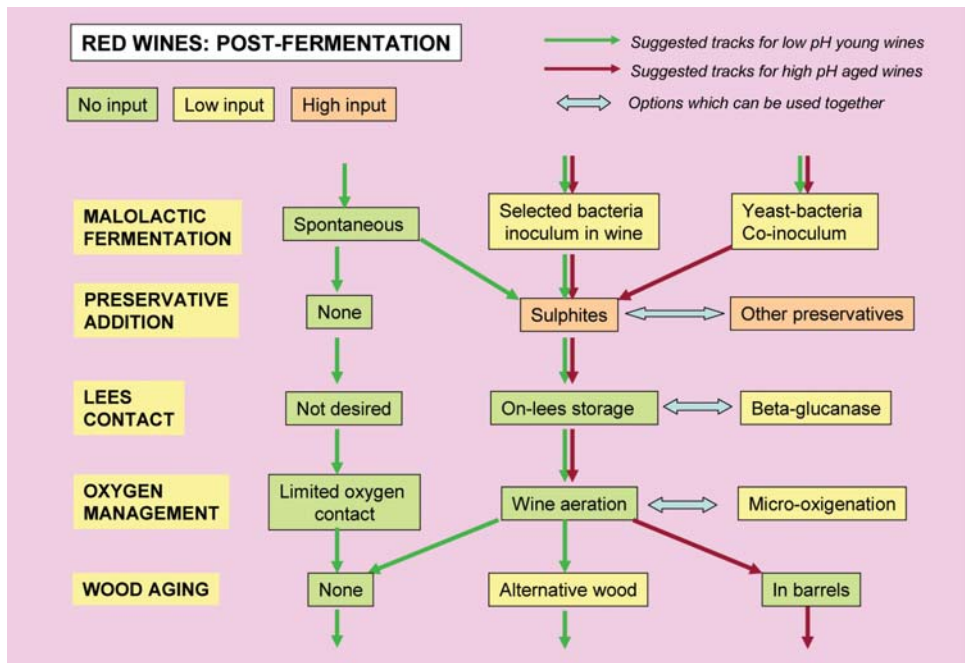 RED WINES: POST-FERMENTATION
Suggested tracks for low pH young wines
Suggested tracks for high pH aged wines
Options which can be used together
No input
Low input
High input
MALOLACTIC
FERMENTATION
Spontaneous
Selected bacteria
inoculum in wine
Yeast-bacteria
Co-inoculum
PRESERVATIVE
ADDITION
None
Sulphites
Other preservatives
LEES
CONTACT
Not desired
On-lees storage
Beta-glucanase
OXYGEN
MANAGEMENT
Limited oxygen
contact
Wine aeration
Micro-oxigenation
WOOD AGING
None
Alternative wood
In barrels